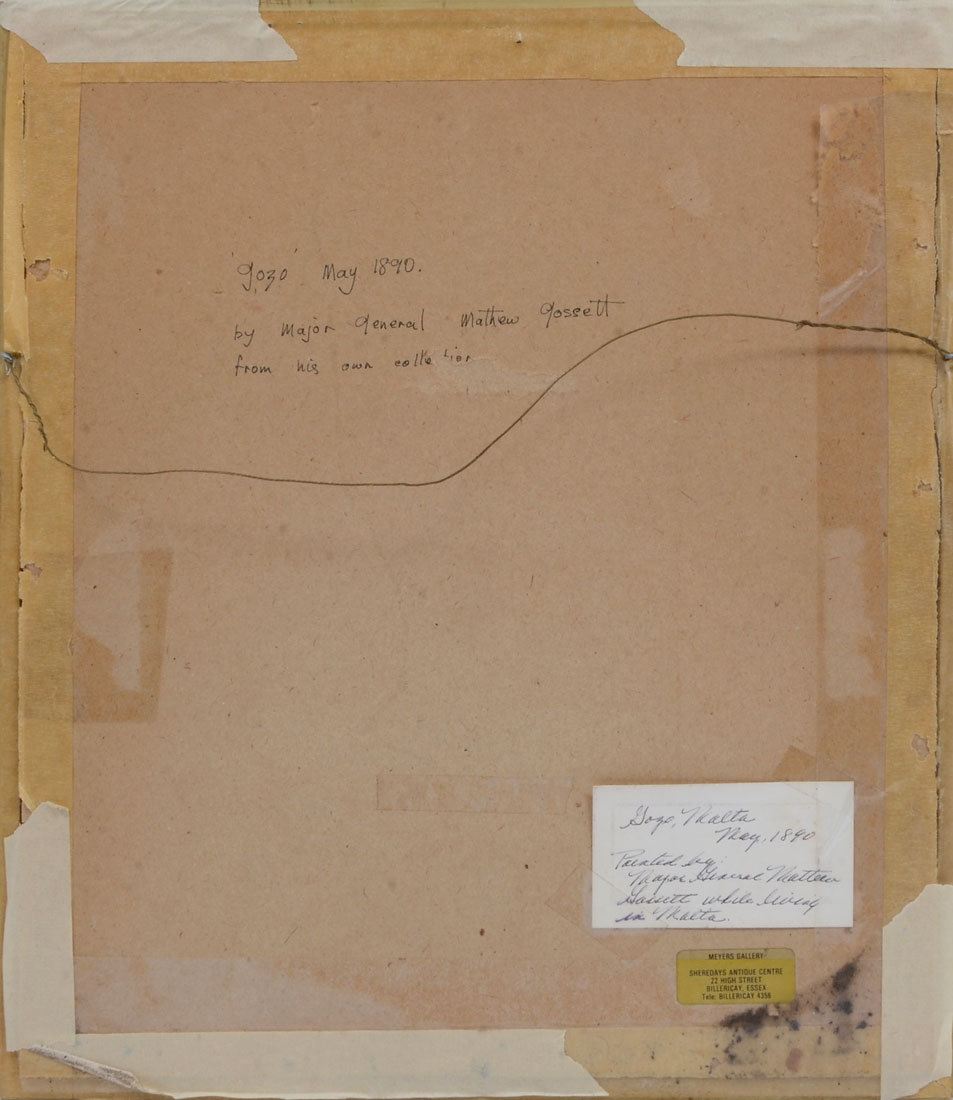 'Gozo' May 1890.
by Major General Mathew Gossett
from his own collection
Gozo, Malta
May, 1890
Painted by:
Major General Mattew
Gossett while living
in Malta.
MEYERS GALLERY
SHEREDAYS ANTIQUE CENTRE
22 HIGH STREET
BILLERICAY, ESSEX
Tele: BILLERICAY 4356